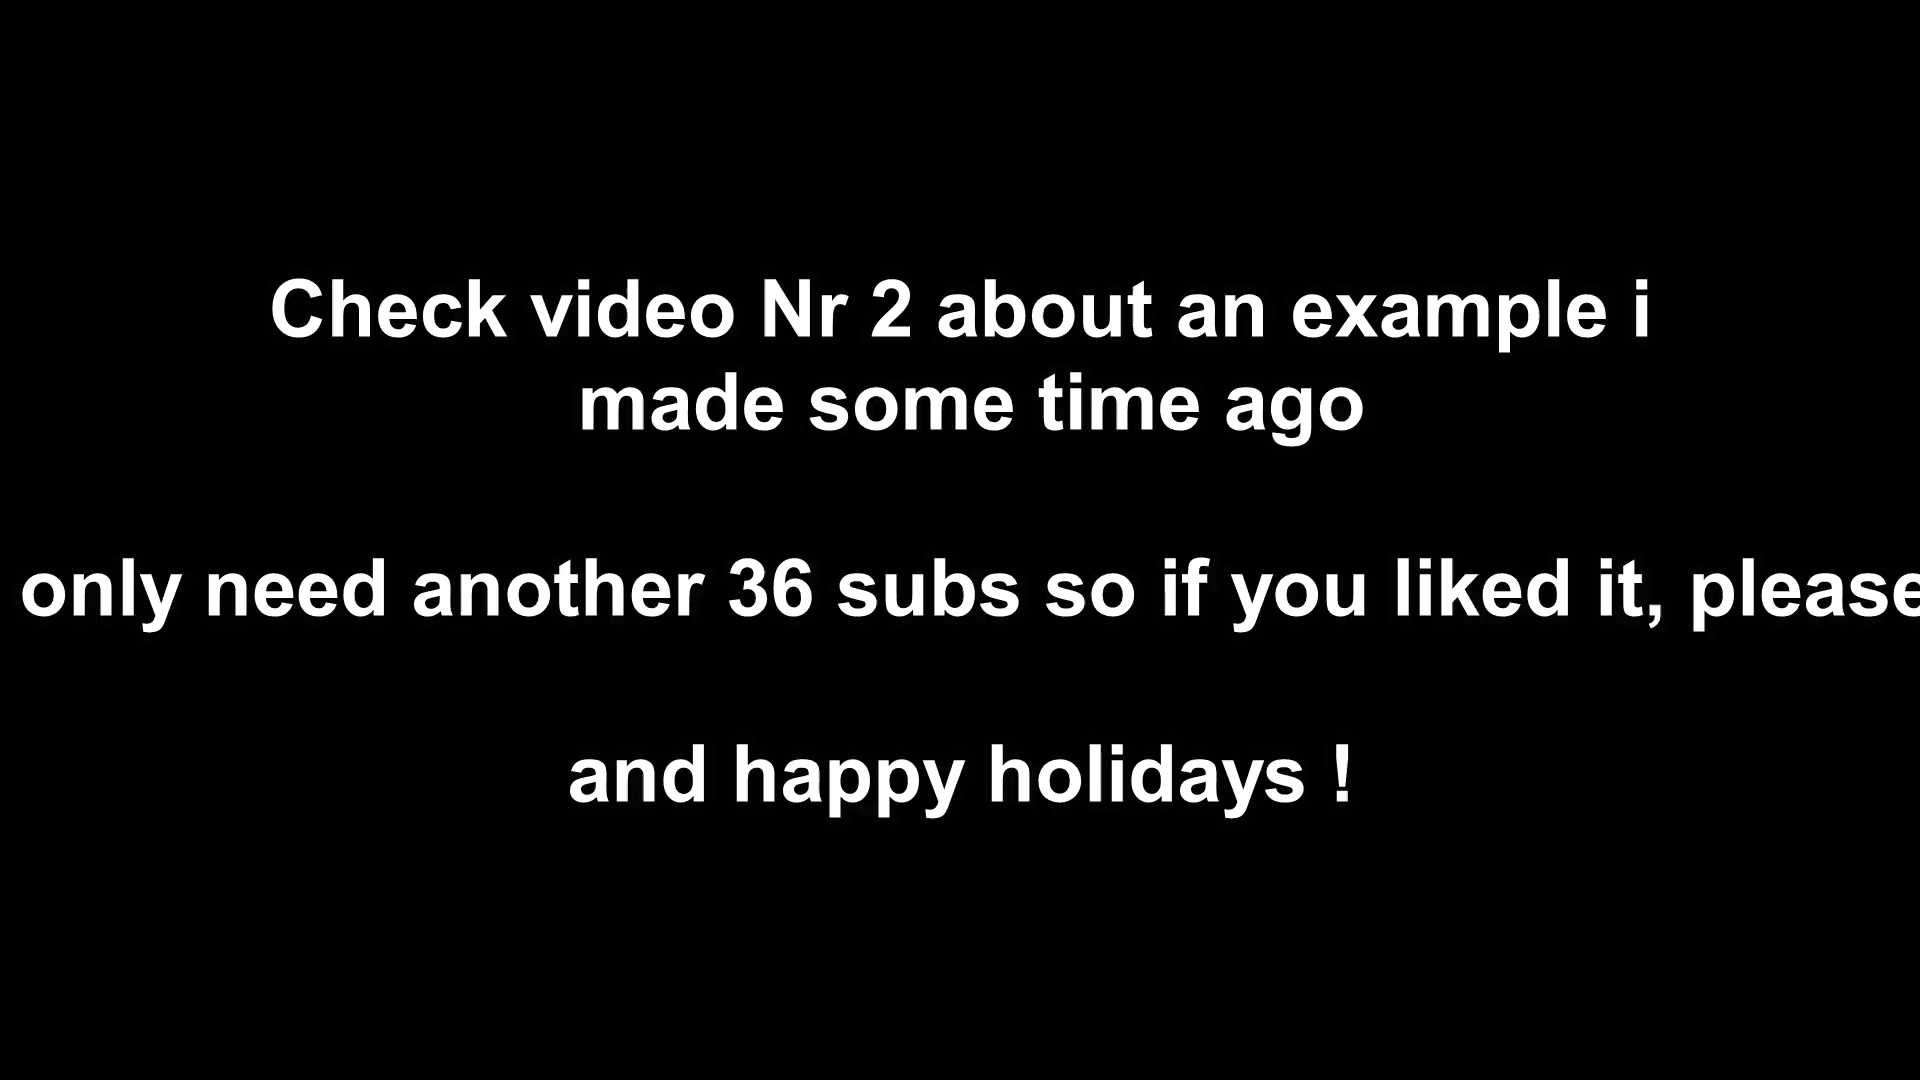 Check video Nr 2 about an example i
made some time ago
only need another 36 subs so if you liked it, please
and happy holidays !